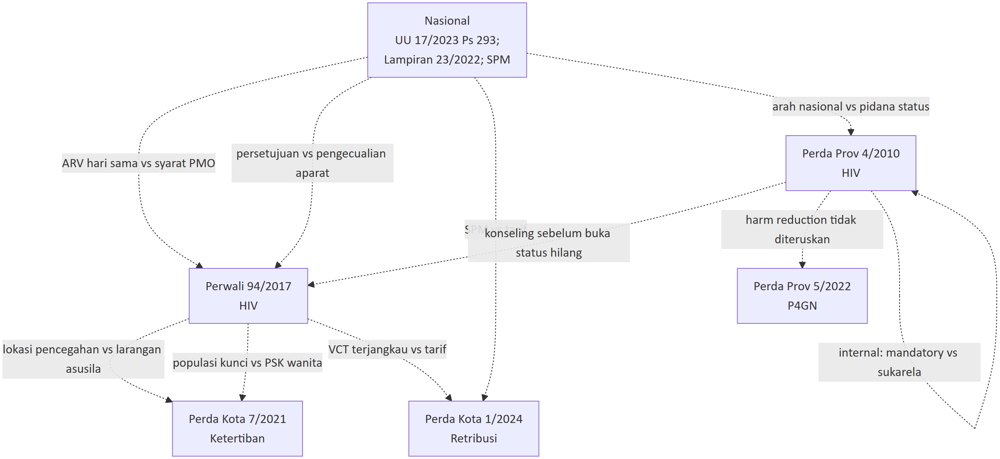 Nasional
UU 17/2023 Ps 293;
Lampiran 23/2022; SPM
arah nasional vs pidana status
ARV hari sama vs syarat PMO
persetujuan vs pengecualian
aparat
Perda Prov 4/2010
HIV
SPM vs tarif
konseling sebelum buka
status hilang
harm reduction tidak
diteruskan
Perwali 94/2017
HIV
Perda Prov 5/2022
P4GN
lokasi pencegahan vs larangan
asusila
populasi kunci vs PSK wanita
VCT terjangkau vs tarif
internal: mandatory vs
sukarela
Perda Kota 7/2021
Ketertiban
Perda Kota 1/2024
Retribusi